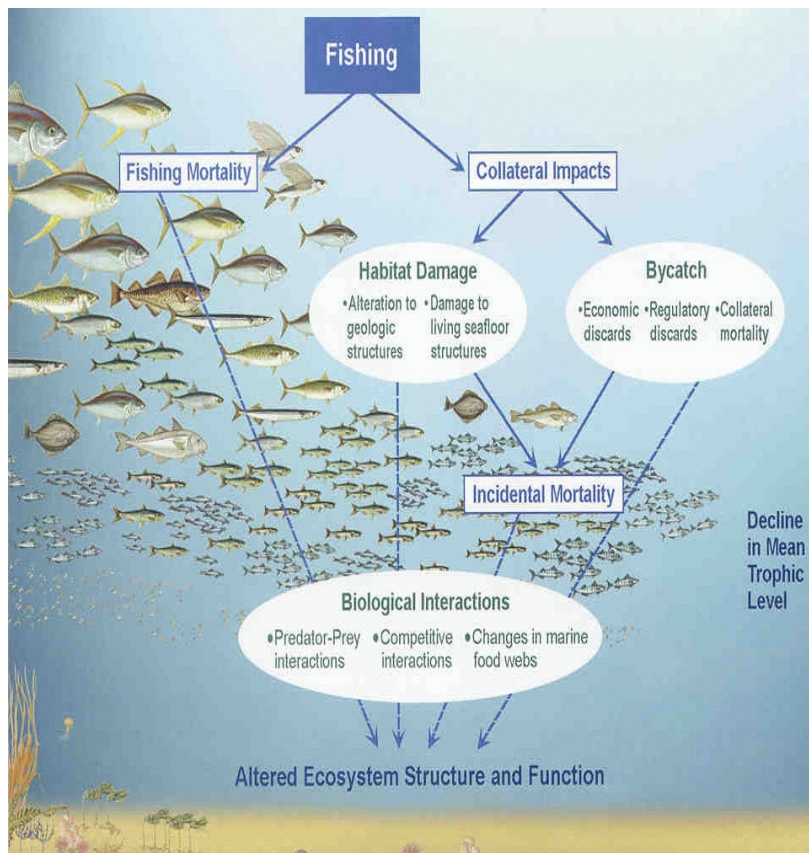 Fishing
Fishing Mortality
Collateral Impacts
Habitat Damage
•Alteration to
geologic
structures
•Damage to
living seafloor
structures
Bycatch
•Economic
discards
•Regulatory
discards
•Collateral
mortality
Incidental Mortality
Decline
in Mean
Trophic
Level
Biological Interactions
•Predator-Prey
interactions
•Competitive
interactions
•Changes in marine
food webs
Altered Ecosystem Structure and Function